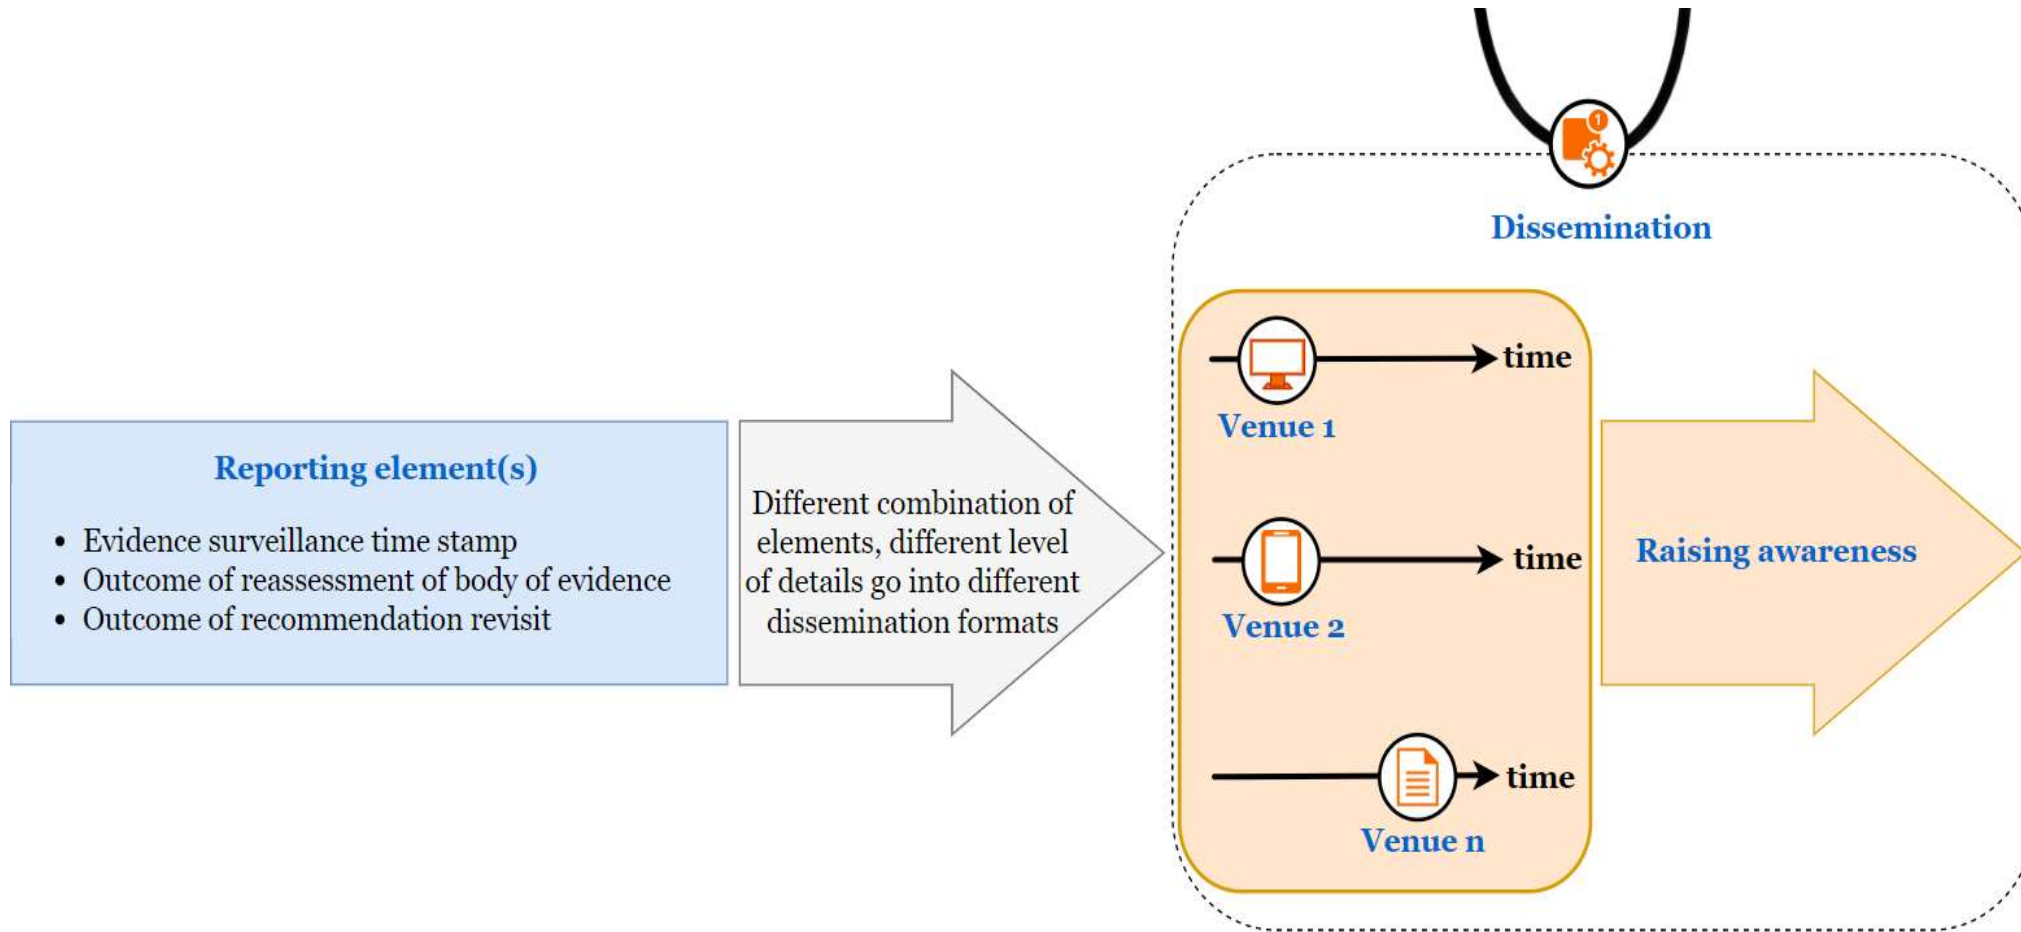 Reporting element(s)
• Evidence surveillance time stamp
• Outcome of reassessment of body of evidence
• Outcome of recommendation revisit
Different combination of
elements, different level
of details go into different
dissemination formats
1
Dissemination
time
Venue 1
time
Venue 2
time
Venue n
Raising awareness